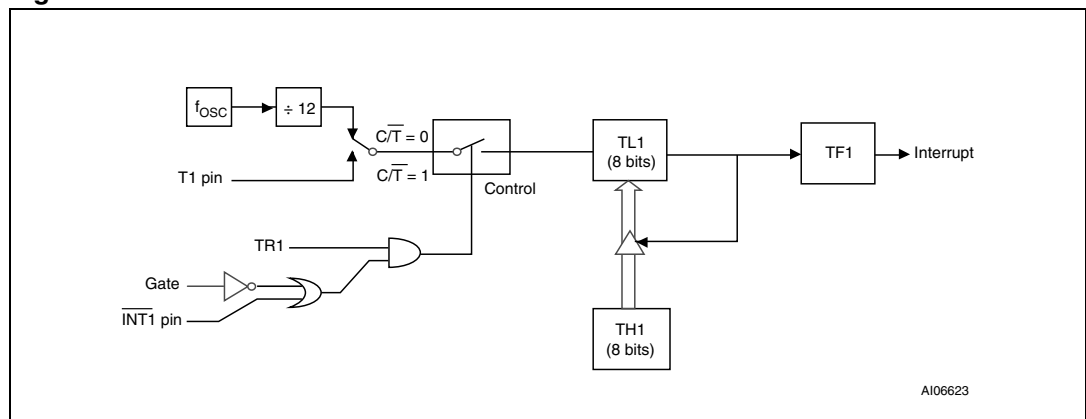 fOSC
÷ 12
C/T̅ = 0
TL1
(8 bits)
TF1
Interrupt
T1 pin
C/T̅ = 1
Control
TR1
Gate
I̅N̅T̅1̅ pin
TH1
(8 bits)
AI06623